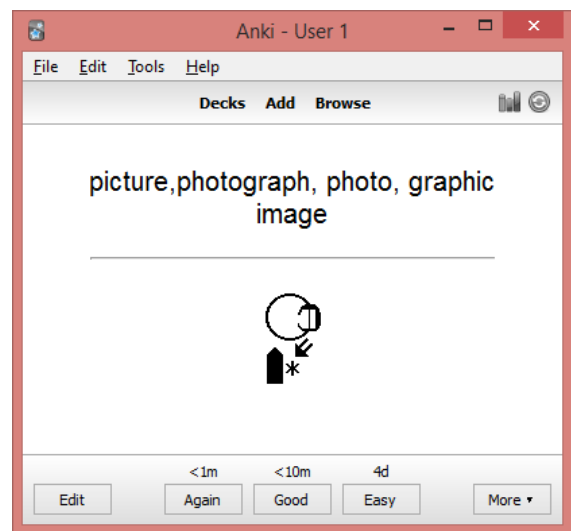 Anki - User 1
File Edit Tools Help
Decks Add Browse
picture,photograph, photo, graphic
image
<1m <10m 4d
Edit Again Good Easy More ▾